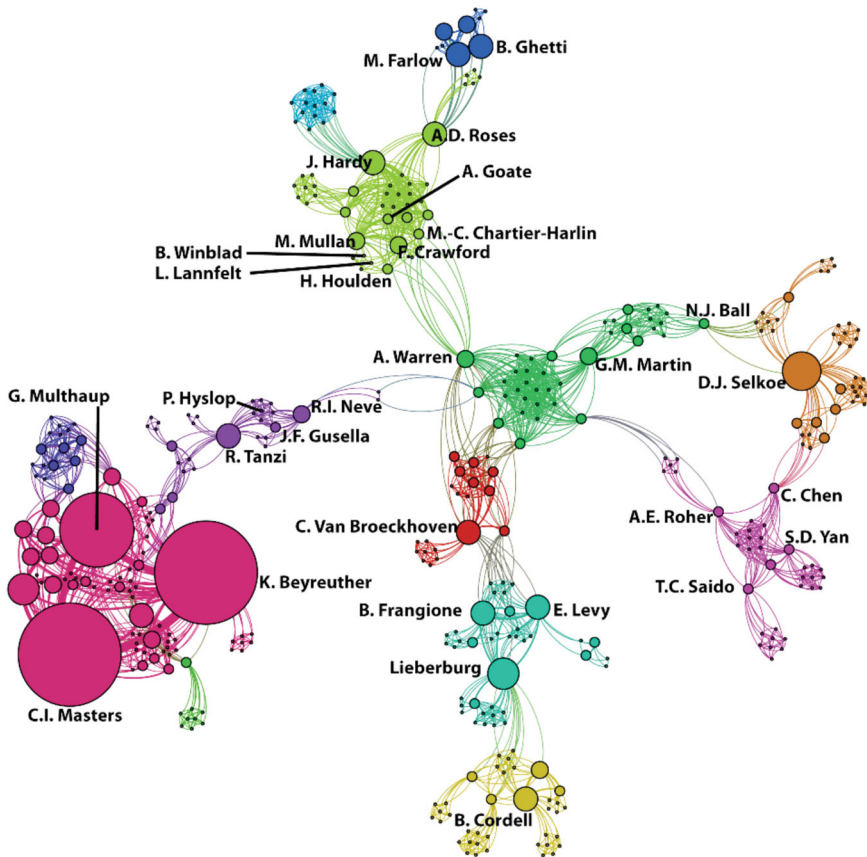 B. Ghetti
M. Farlow
A.D. Roses
J. Hardy
A. Goate
M.-C. Chartier-Harlin
M. Mullan
B. Winblad
F. Crawford
L. Lannfelt
H. Houlden
N.J. Ball
A. Warren
G.M. Martin
D.J. Selkoe
G. Multhaup
P. Hyslop
R.I. Neve
J.F. Gusella
R. Tanzi
C. Chen
A.E. Roher
C. Van Broeckhoven
S.D. Yan
K. Beyreuther
T.C. Saido
B. Frangione
E. Levy
Lieberburg
C.I. Masters
B. Cordell